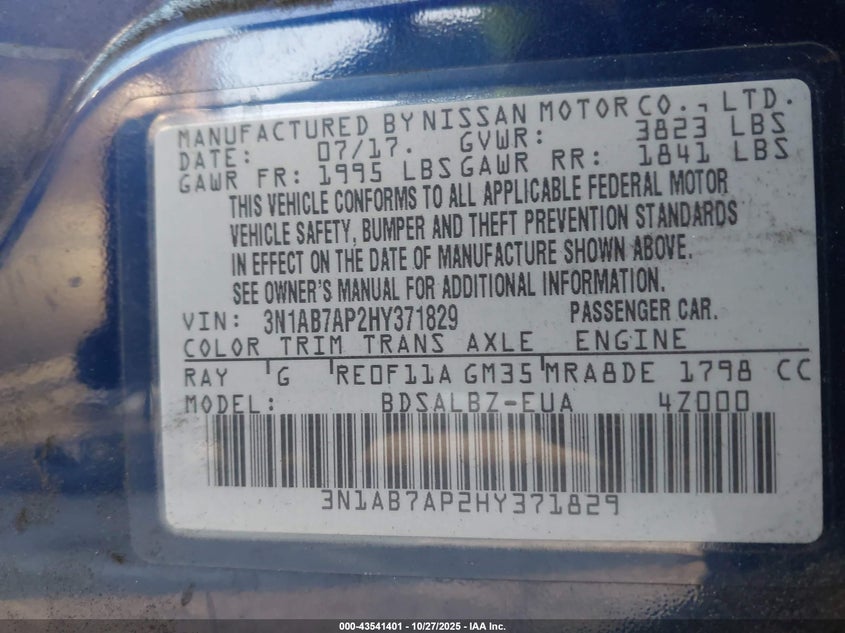 MANUFACTURED BY NISSAN MOTOR CO., LTD.
DATE: 07/17. GVWR: 3823 LBS
GAWR FR: 1995 LBS GAWR RR: 1841 LBS
THIS VEHICLE CONFORMS TO ALL APPLICABLE FEDERAL MOTOR
VEHICLE SAFETY, BUMPER AND THEFT PREVENTION STANDARDS
IN EFFECT ON THE DATE OF MANUFACTURE SHOWN ABOVE.
SEE OWNER'S MANUAL FOR ADDITIONAL INFORMATION.
VIN: 3N1AB7AP2HY371829 PASSENGER CAR.
COLOR TRIM TRANS AXLE ENGINE
RAY G RE0F11A GM35 MRA8DE 1798 CC
MODEL: BDSALBZ-EUA 4Z000
3N1AB7AP2HY371829
000-43541401 | 10/27/2025 - IAA Inc.